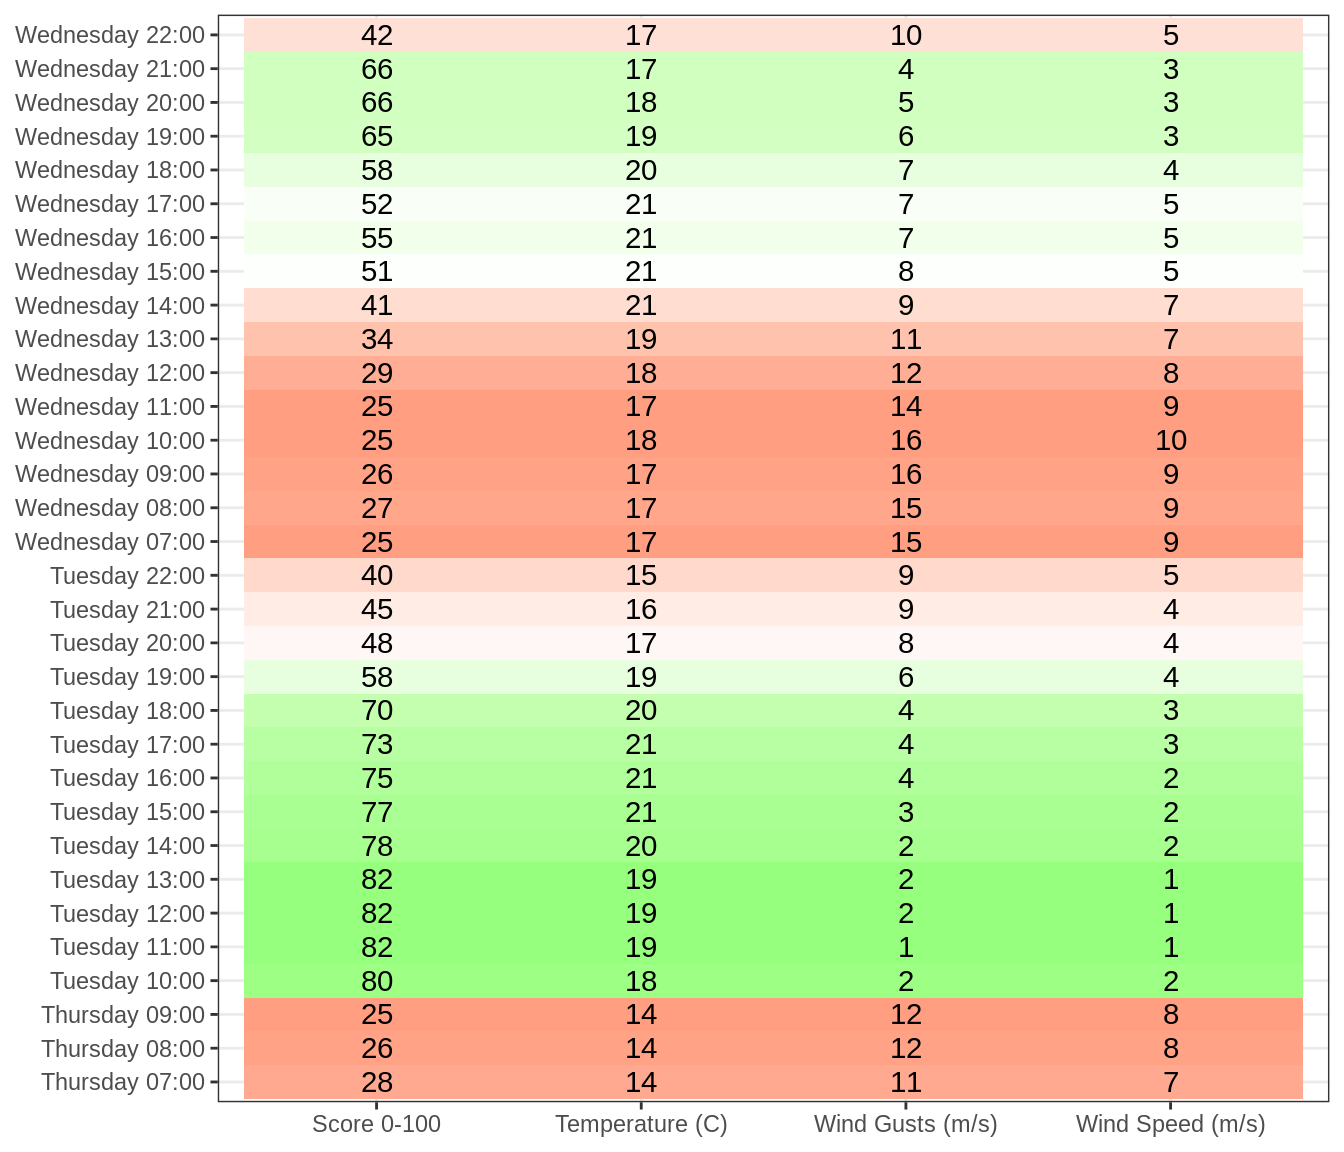 Wednesday 22:00 42 17 10 5
Wednesday 21:00 66 17 4 3
Wednesday 20:00 66 18 5 3
Wednesday 19:00 65 19 6 3
Wednesday 18:00 58 20 7 4
Wednesday 17:00 52 21 7 5
Wednesday 16:00 55 21 7 5
Wednesday 15:00 51 21 8 5
Wednesday 14:00 41 21 9 7
Wednesday 13:00 34 19 11 7
Wednesday 12:00 29 18 12 8
Wednesday 11:00 25 17 14 9
Wednesday 10:00 25 18 16 10
Wednesday 09:00 26 17 16 9
Wednesday 08:00 27 17 15 9
Wednesday 07:00 25 17 15 9
Tuesday 22:00 40 15 9 5
Tuesday 21:00 45 16 9 4
Tuesday 20:00 48 17 8 4
Tuesday 19:00 58 19 6 4
Tuesday 18:00 70 20 4 3
Tuesday 17:00 73 21 4 3
Tuesday 16:00 75 21 4 2
Tuesday 15:00 77 21 3 2
Tuesday 14:00 78 20 2 2
Tuesday 13:00 82 19 2 1
Tuesday 12:00 82 19 2 1
Tuesday 11:00 82 19 1 1
Tuesday 10:00 80 18 2 2
Thursday 09:00 25 14 12 8
Thursday 08:00 26 14 12 8
Thursday 07:00 28 14 11 7
Score 0-100 Temperature (C) Wind Gusts (m/s) Wind Speed (m/s)